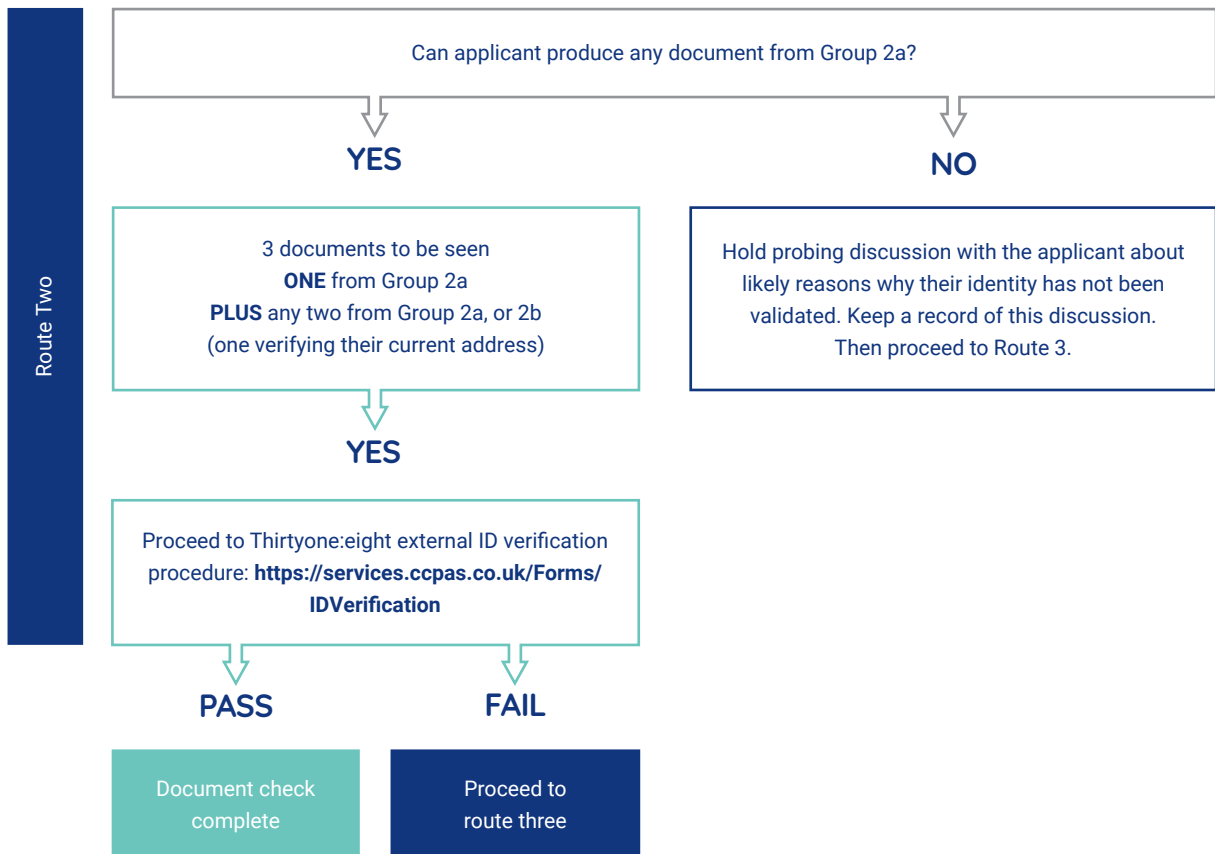 Route Two
Can applicant produce any document from Group 2a?
YES
NO
3 documents to be seen
ONE from Group 2a
PLUS any two from Group 2a, or 2b
(one verifying their current address)
Hold probing discussion with the applicant about
likely reasons why their identity has not been
validated. Keep a record of this discussion.
Then proceed to Route 3.
YES
Proceed to Thirtyone:eight external ID verification
procedure: https://services.ccpas.co.uk/Forms/
IDVerification
PASS
FAIL
Document check
complete
Proceed to
route three